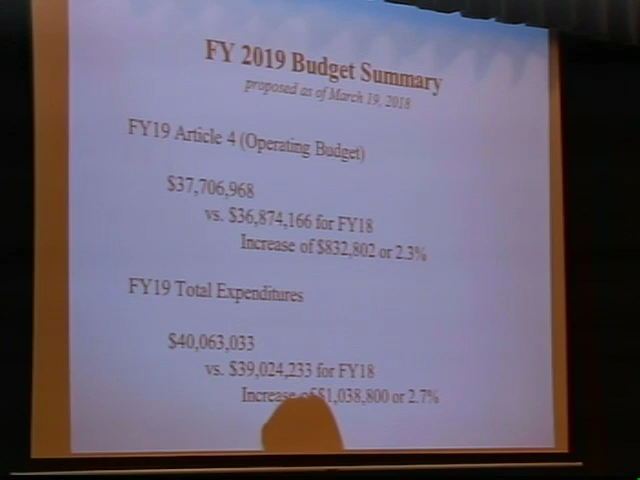 FY 2019 Budget Summary
proposed as of March 19, 2018
FY19 Article 4 (Operating Budget)
$37,706,968
vs. $36,874,166 for FY18
Increase of $832,802 or 2.3%
FY19 Total Expenditures
$40,063,033
vs. $39,024,233 for FY18
Increase of $1,038,800 or 2.7%